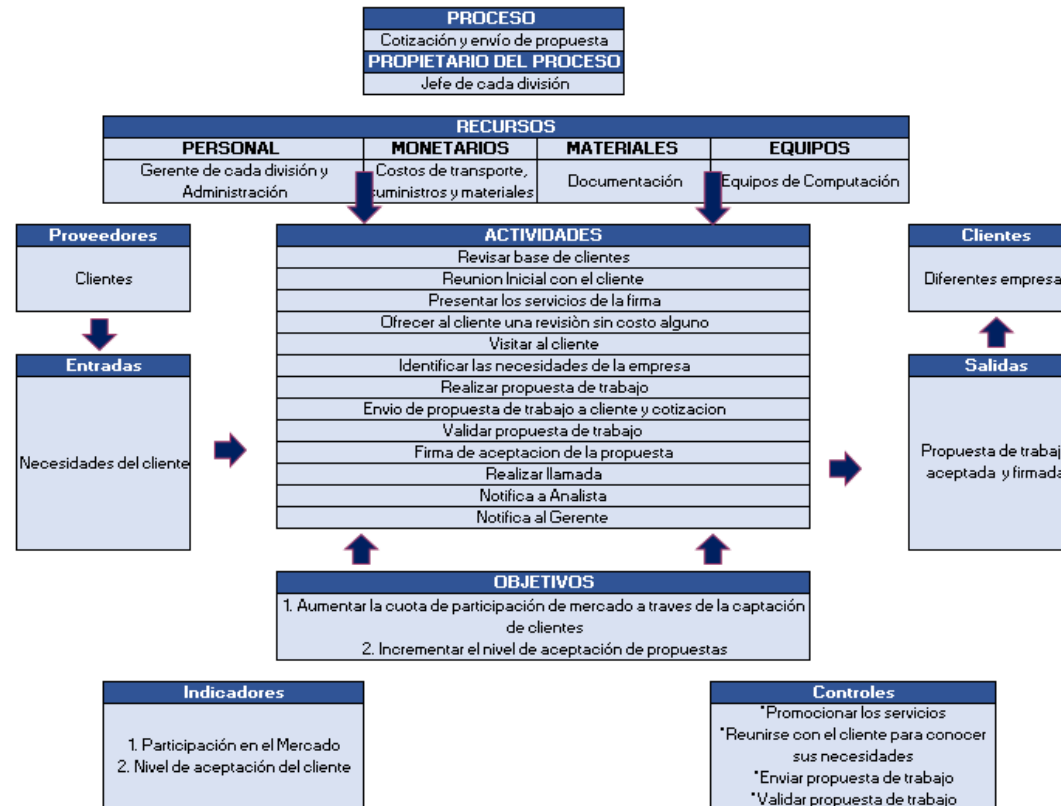 PROCESO
Cotización y envío de propuesta
PROPIETARIO DEL PROCESO
Jefe de cada división
RECURSOS
PERSONAL
MONETARIOS
MATERIALES
EQUIPOS
Gerente de cada división y
Administración
Costos de transporte,
suministros y materiales
Documentación
Equipos de Computación
Proveedores
Clientes
Entradas
Necesidades del cliente
ACTIVIDADES
Revisar base de clientes
Reunion Inicial con el cliente
Presentar los servicios de la firma
Ofrecer al cliente una revisiòn sin costo alguno
Visitar al cliente
Identificar las necesidades de la empresa
Realizar propuesta de trabajo
Envio de propuesta de trabajo a cliente y cotizacion
Validar propuesta de trabajo
Firma de aceptacion de la propuesta
Realizar llamada
Notifica a Analista
Notifica al Gerente
Clientes
Diferentes empresa
Salidas
Propuesta de trabaj
aceptada y firmada
OBJETIVOS
1. Aumentar la cuota de participación de mercado a traves de la captación
de clientes
2. Incrementar el nivel de aceptación de propuestas
Indicadores
1. Participación en el Mercado
2. Nivel de aceptación del cliente
Controles
*Promocionar los servicios
*Reunirse con el cliente para conocer
sus necesidades
*Enviar propuesta de trabajo
*Validar propuesta de trabajo